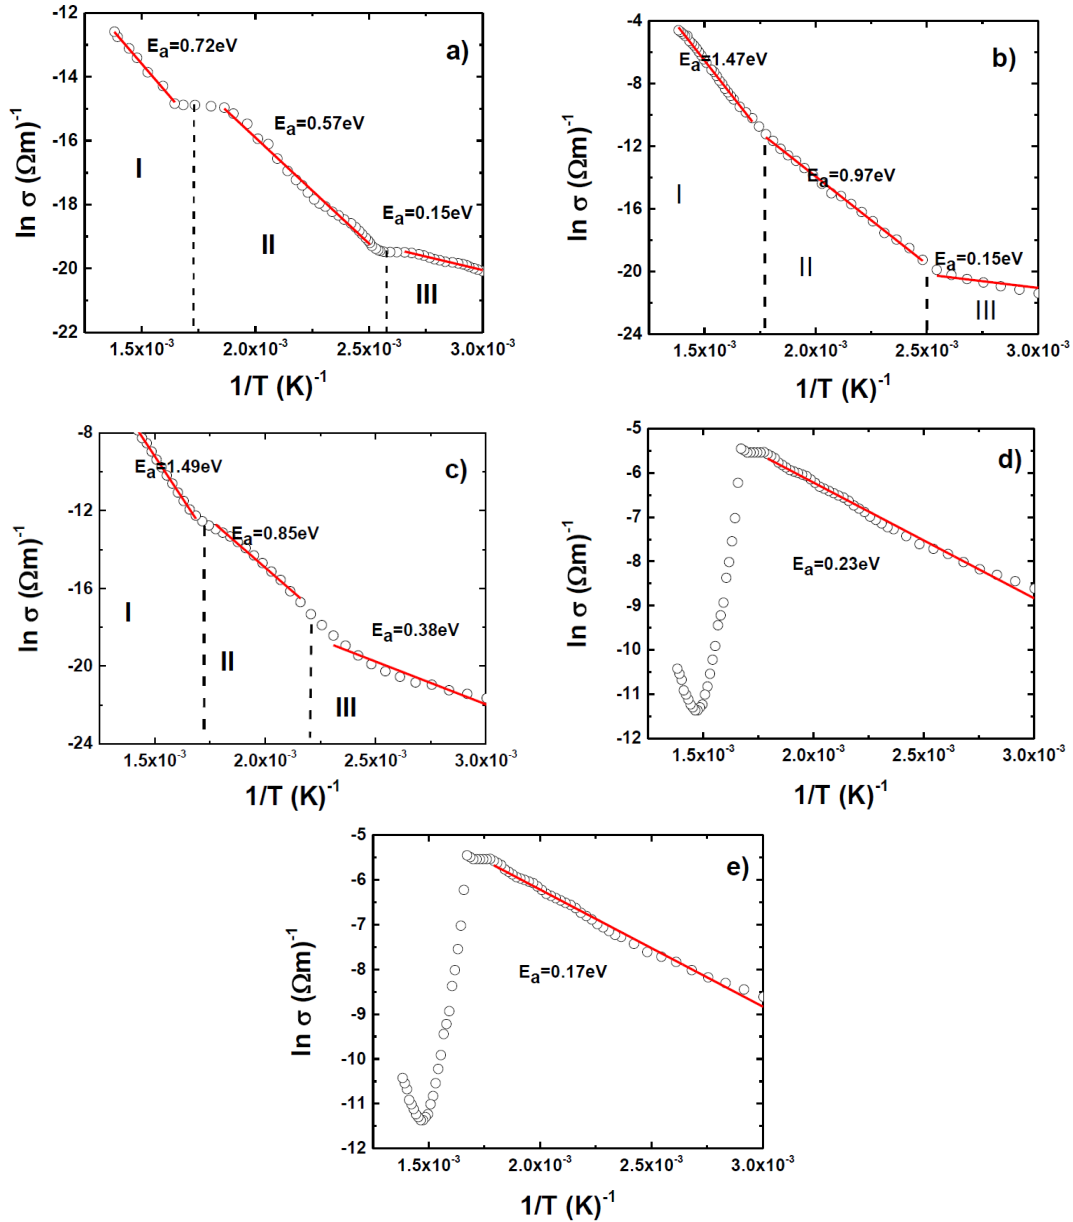 -12
-14
-16
-18
-20
-22
ln σ (Ωm)⁻¹
Eₐ=0.72eV
a)
Eₐ=0.57eV
I
Eₐ=0.15eV
II
III
1.5x10⁻³
2.0x10⁻³
2.5x10⁻³
3.0x10⁻³
1/T (K)⁻¹
-4
-8
-12
-16
-20
-24
ln σ (Ωm)⁻¹
b)
Eₐ=1.47eV
Eₐ=0.97eV
I
Eₐ=0.15eV
II
III
1.5x10⁻³
2.0x10⁻³
2.5x10⁻³
3.0x10⁻³
1/T (K)⁻¹
-8
-12
-16
-20
-24
ln σ (Ωm)⁻¹
Eₐ=1.49eV
c)
Eₐ=0.85eV
I
Eₐ=0.38eV
II
III
1.5x10⁻³
2.0x10⁻³
2.5x10⁻³
3.0x10⁻³
1/T (K)⁻¹
-5
-6
-7
-8
-9
-10
-11
-12
ln σ (Ωm)⁻¹
d)
Eₐ=0.23eV
1.5x10⁻³
2.0x10⁻³
2.5x10⁻³
3.0x10⁻³
1/T (K)⁻¹
-5
-6
-7
-8
-9
-10
-11
-12
ln σ (Ωm)⁻¹
e)
Eₐ=0.17eV
1.5x10⁻³
2.0x10⁻³
2.5x10⁻³
3.0x10⁻³
1/T (K)⁻¹